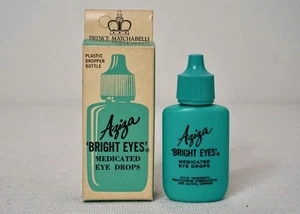 PRINCE MATCHABELLI
PLASTIC
DROPPER
BOTTLE
Aziza
'BRIGHT EYES'®
MEDICATED
EYE DROPS
Aziza
'BRIGHT EYES'®
MEDICATED
EYE DROPS